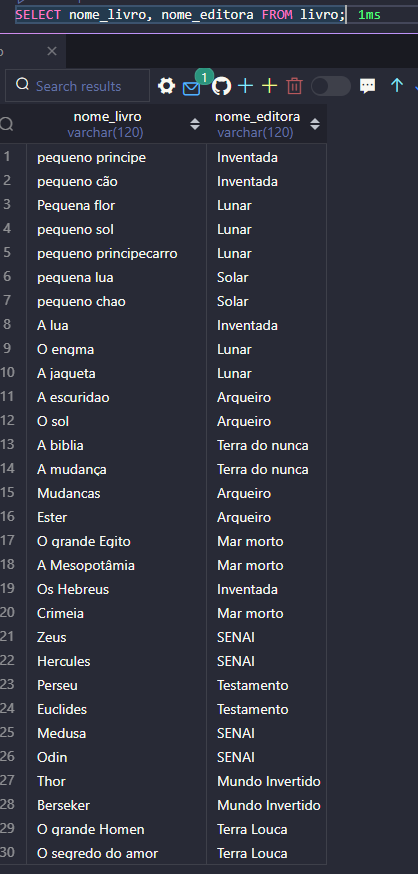 SELECT nome_livro, nome_editora FROM livro; 1ms
o
Search results 1
nome_livro nome_editora
varchar(120) varchar(120)
1 pequeno principe Inventada
2 pequeno cão Inventada
3 Pequena flor Lunar
4 pequeno sol Lunar
5 pequeno principecarro Lunar
6 pequena lua Solar
7 pequeno chao Solar
8 A lua Inventada
9 O enqma Lunar
10 A jaqueta Lunar
11 A escuridao Arqueiro
12 O sol Arqueiro
13 A biblia Terra do nunca
14 A mudança Terra do nunca
15 Mudancas Arqueiro
16 Ester Arqueiro
17 O grande Egito Mar morto
18 A Mesopotâmia Mar morto
19 Os Hebreus Inventada
20 Crimeia Mar morto
21 Zeus SENAI
22 Hercules SENAI
23 Perseu Testamento
24 Euclides Testamento
25 Medusa SENAI
26 Odin SENAI
27 Thor Mundo Invertido
28 Berseker Mundo Invertido
29 O grande Homen Terra Louca
30 O segredo do amor Terra Louca